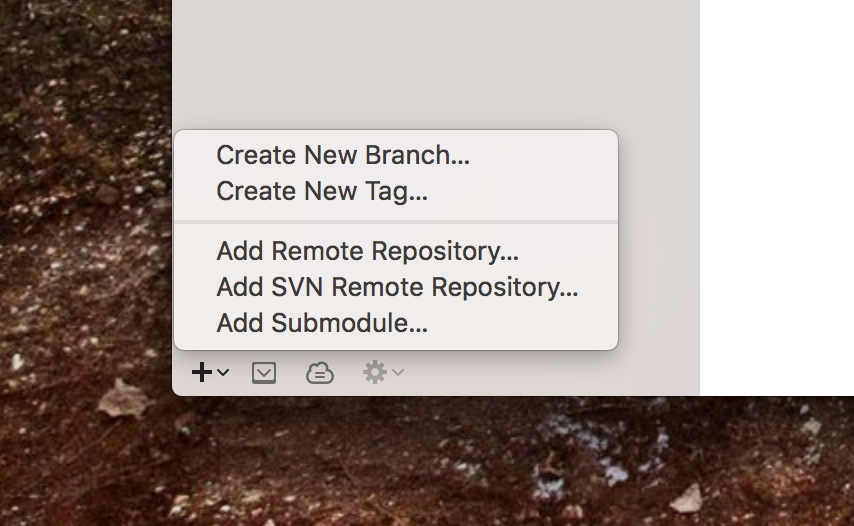 Create New Branch...
Create New Tag...
Add Remote Repository...
Add SVN Remote Repository...
Add Submodule...